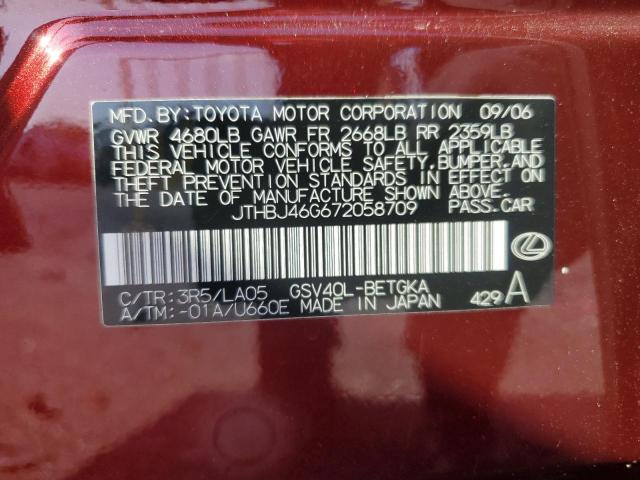 MFD.BY:TOYOTA MOTOR CORPORATION 09/06
GVWR 4680LB GAWR FR 2668LB RR 2359LB
THIS VEHICLE CONFORMS TO ALL APPLICABLE
FEDERAL MOTOR VEHICLE SAFETY,BUMPER,AND
THEFT PREVENTION STANDARDS IN EFFECT ON
THE DATE OF MANUFACTURE SHOWN ABOVE.
JTHBJ46G672058709 PASS.CAR
C/TR:3R5/LA05 GSV40L-BETGKA
A/TM:-01A/U660E MADE IN JAPAN 429A